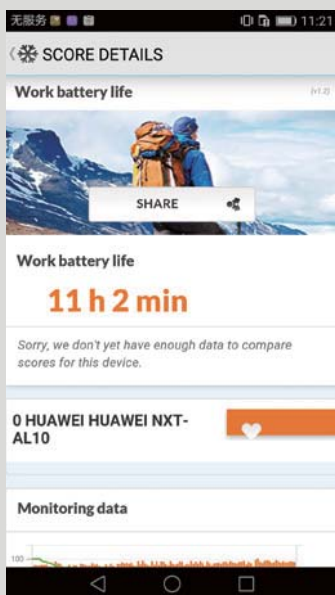 无服务 11:21
SCORE DETAILS
Work battery life (v1.0)
SHARE
Work battery life
11 h 2 min
Sorry, we don't yet have enough data to compare
scores for this device.
0 HUAWEI HUAWEI NXT-
AL10
Monitoring data
100